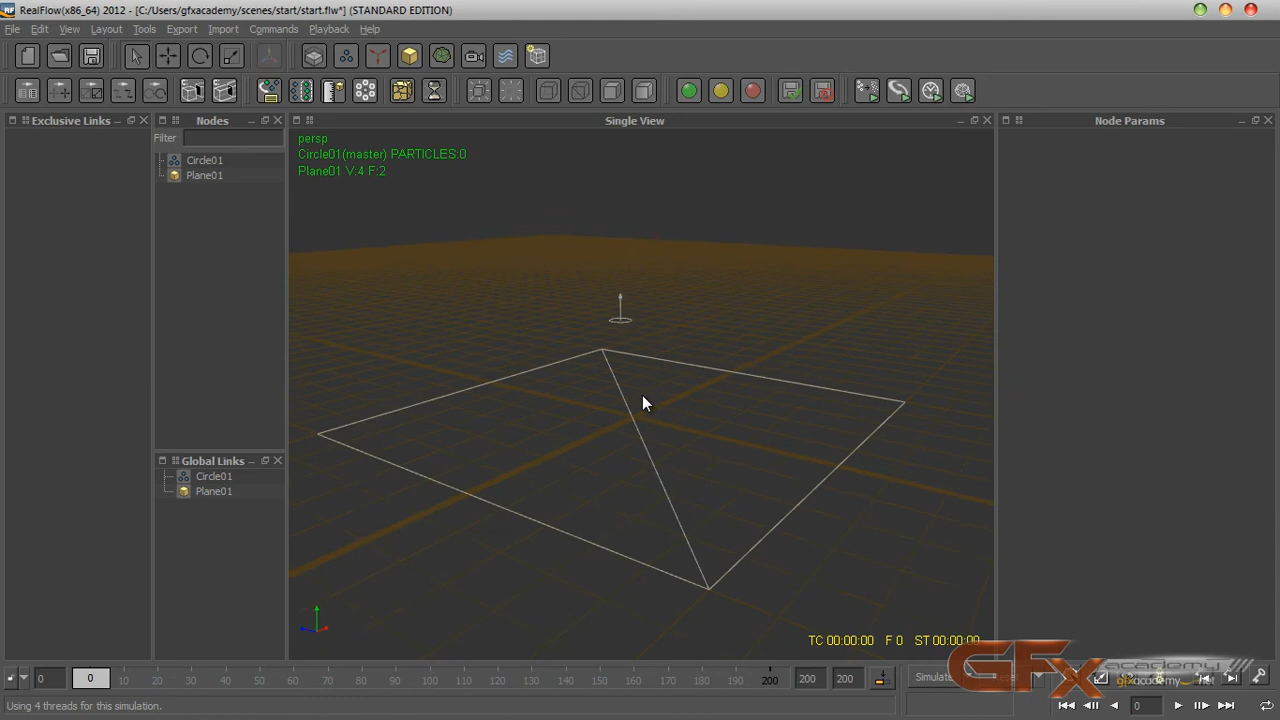 RealFlow(x86_64) 2012 - [C:/Users/gfxacademy/scenes/start/start.flw*] (STANDARD EDITION)
File Edit View Layout Tools Export Import Commands Playback Help
Exclusive Links
Nodes
Single View
Node Params
Filter
Circle01
Plane01
persp
Circle01(master) PARTICLES:0
Plane01 V:4 F:2
Global Links
Circle01
Plane01
TC 00:00:00 F 0 ST 00:00:00
0 0 10 20 30 40 50 60 70 80 90 100 110 120 130 140 150 160 170 180 190 200 200 200
Simulate
GFX academy
gfxacademy.net
Using 4 threads for this simulation.
0